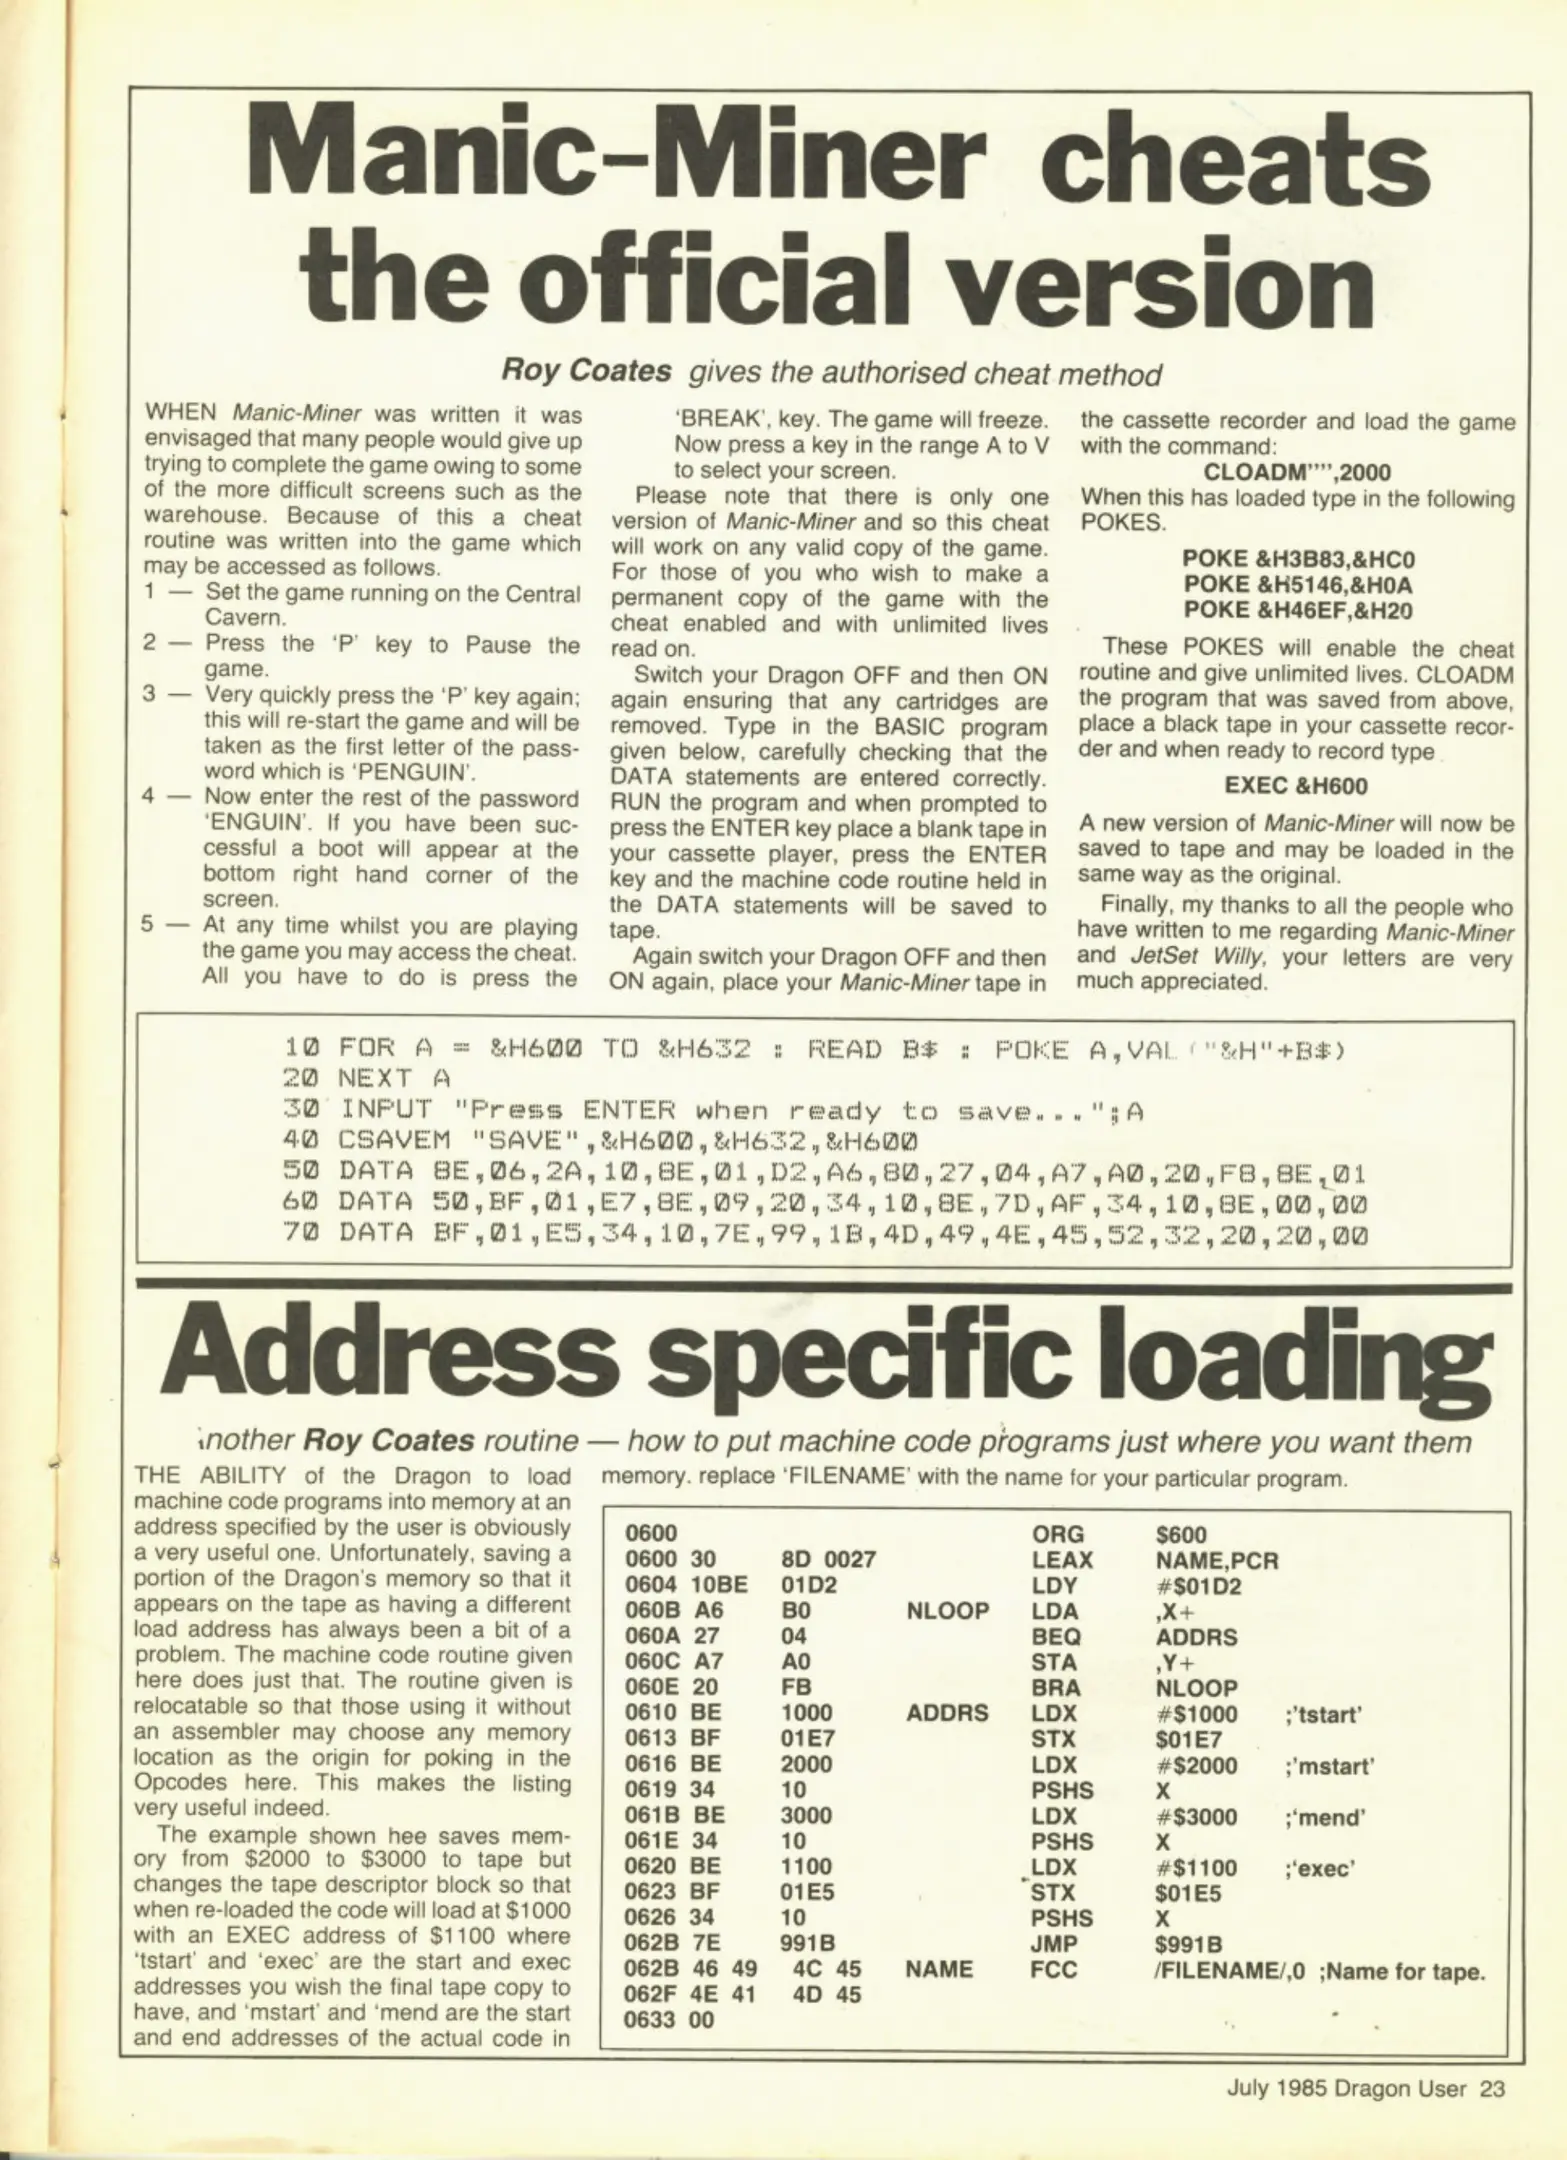 Manic-Miner cheats
the official version
Roy Coates gives the authorised cheat method
WHEN Manic-Miner was written it was
envisaged that many people would give up
trying to complete the game owing to some
of the more difficult screens such as the
warehouse. Because of this a cheat
routine was written into the game which
may be accessed as follows.
1 — Set the game running on the Central
Cavern.
2 — Press the 'P' key to Pause the
game.
3 — Very quickly press the 'P' key again;
this will re-start the game and will be
taken as the first letter of the pass-
word which is 'PENGUIN'.
4 — Now enter the rest of the password
'ENGUIN'. If you have been suc-
cessful a boot will appear at the
bottom right hand corner of the
screen.
5 — At any time whilst you are playing
the game you may access the cheat.
All you have to do is press the
'BREAK', key. The game will freeze.
Now press a key in the range A to V
to select your screen.
Please note that there is only one
version of Manic-Miner and so this cheat
will work on any valid copy of the game.
For those of you who wish to make a
permanent copy of the game with the
cheat enabled and with unlimited lives
read on.
Switch your Dragon OFF and then ON
again ensuring that any cartridges are
removed. Type in the BASIC program
given below, carefully checking that the
DATA statements are entered correctly.
RUN the program and when prompted to
press the ENTER key place a blank tape in
your cassette player, press the ENTER
key and the machine code routine held in
the DATA statements will be saved to
tape.
Again switch your Dragon OFF and then
ON again, place your Manic-Miner tape in
the cassette recorder and load the game
with the command:
CLOADM"",2000
When this has loaded type in the following
POKES.
POKE &H3B83,&HC0
POKE &H5146,&H0A
POKE &H46EF,&H20
These POKES will enable the cheat
routine and give unlimited lives. CLOADM
the program that was saved from above,
place a black tape in your cassette recor-
der and when ready to record type
EXEC &H600
A new version of Manic-Miner will now be
saved to tape and may be loaded in the
same way as the original.
Finally, my thanks to all the people who
have written to me regarding Manic-Miner
and JetSet Willy, your letters are very
much appreciated.
10 FOR A = &H600 TO &H632 : READ B$ : POKE A,VAL("&H"+B$)
20 NEXT A
30 INPUT "Press ENTER when ready to save...";A
40 CSAVEM "SAVE",&H600,&H632,&H600
50 DATA 8E,06,2A,10,8E,01,D2,A6,80,27,04,A7,A0,20,F8,8E,01
60 DATA 50,BF,01,E7,8E,09,20,34,10,8E,7D,AF,34,10,8E,00,00
70 DATA BF,01,E5,34,10,7E,99,1B,4D,49,4E,45,52,32,20,20,00
Address specific loading
nother Roy Coates routine — how to put machine code programs just where you want them
THE ABILITY of the Dragon to load
machine code programs into memory at an
address specified by the user is obviously
a very useful one. Unfortunately, saving a
portion of the Dragon's memory so that it
appears on the tape as having a different
load address has always been a bit of a
problem. The machine code routine given
here does just that. The routine given is
relocatable so that those using it without
an assembler may choose any memory
location as the origin for poking in the
Opcodes here. This makes the listing
very useful indeed.
The example shown hee saves mem-
ory from $2000 to $3000 to tape but
changes the tape descriptor block so that
when re-loaded the code will load at $1000
with an EXEC address of $1100 where
'tstart' and 'exec' are the start and exec
addresses you wish the final tape copy to
have, and 'mstart' and 'mend are the start
and end addresses of the actual code in
memory. replace 'FILENAME' with the name for your particular program.
0600 ORG $600
0600 30 8D 0027 LEAX NAME,PCR
0604 10BE 01D2 LDY #$01D2
060B A6 B0 NLOOP LDA ,X+
060A 27 04 BEQ ADDRS
060C A7 A0 STA ,Y+
060E 20 FB BRA NLOOP
0610 BE 1000 ADDRS LDX #$1000 ;'tstart'
0613 BF 01E7 STX $01E7
0616 BE 2000 LDX #$2000 ;'mstart'
0619 34 10 PSHS X
061B BE 3000 LDX #$3000 ;'mend'
061E 34 10 PSHS X
0620 BE 1100 LDX #$1100 ;'exec'
0623 BF 01E5 STX $01E5
0626 34 10 PSHS X
062B 7E 991B JMP $991B
062B 46 49 4C 45 NAME FCC /FILENAME/,0 ;Name for tape.
062F 4E 41 4D 45
0633 00
July 1985 Dragon User 23